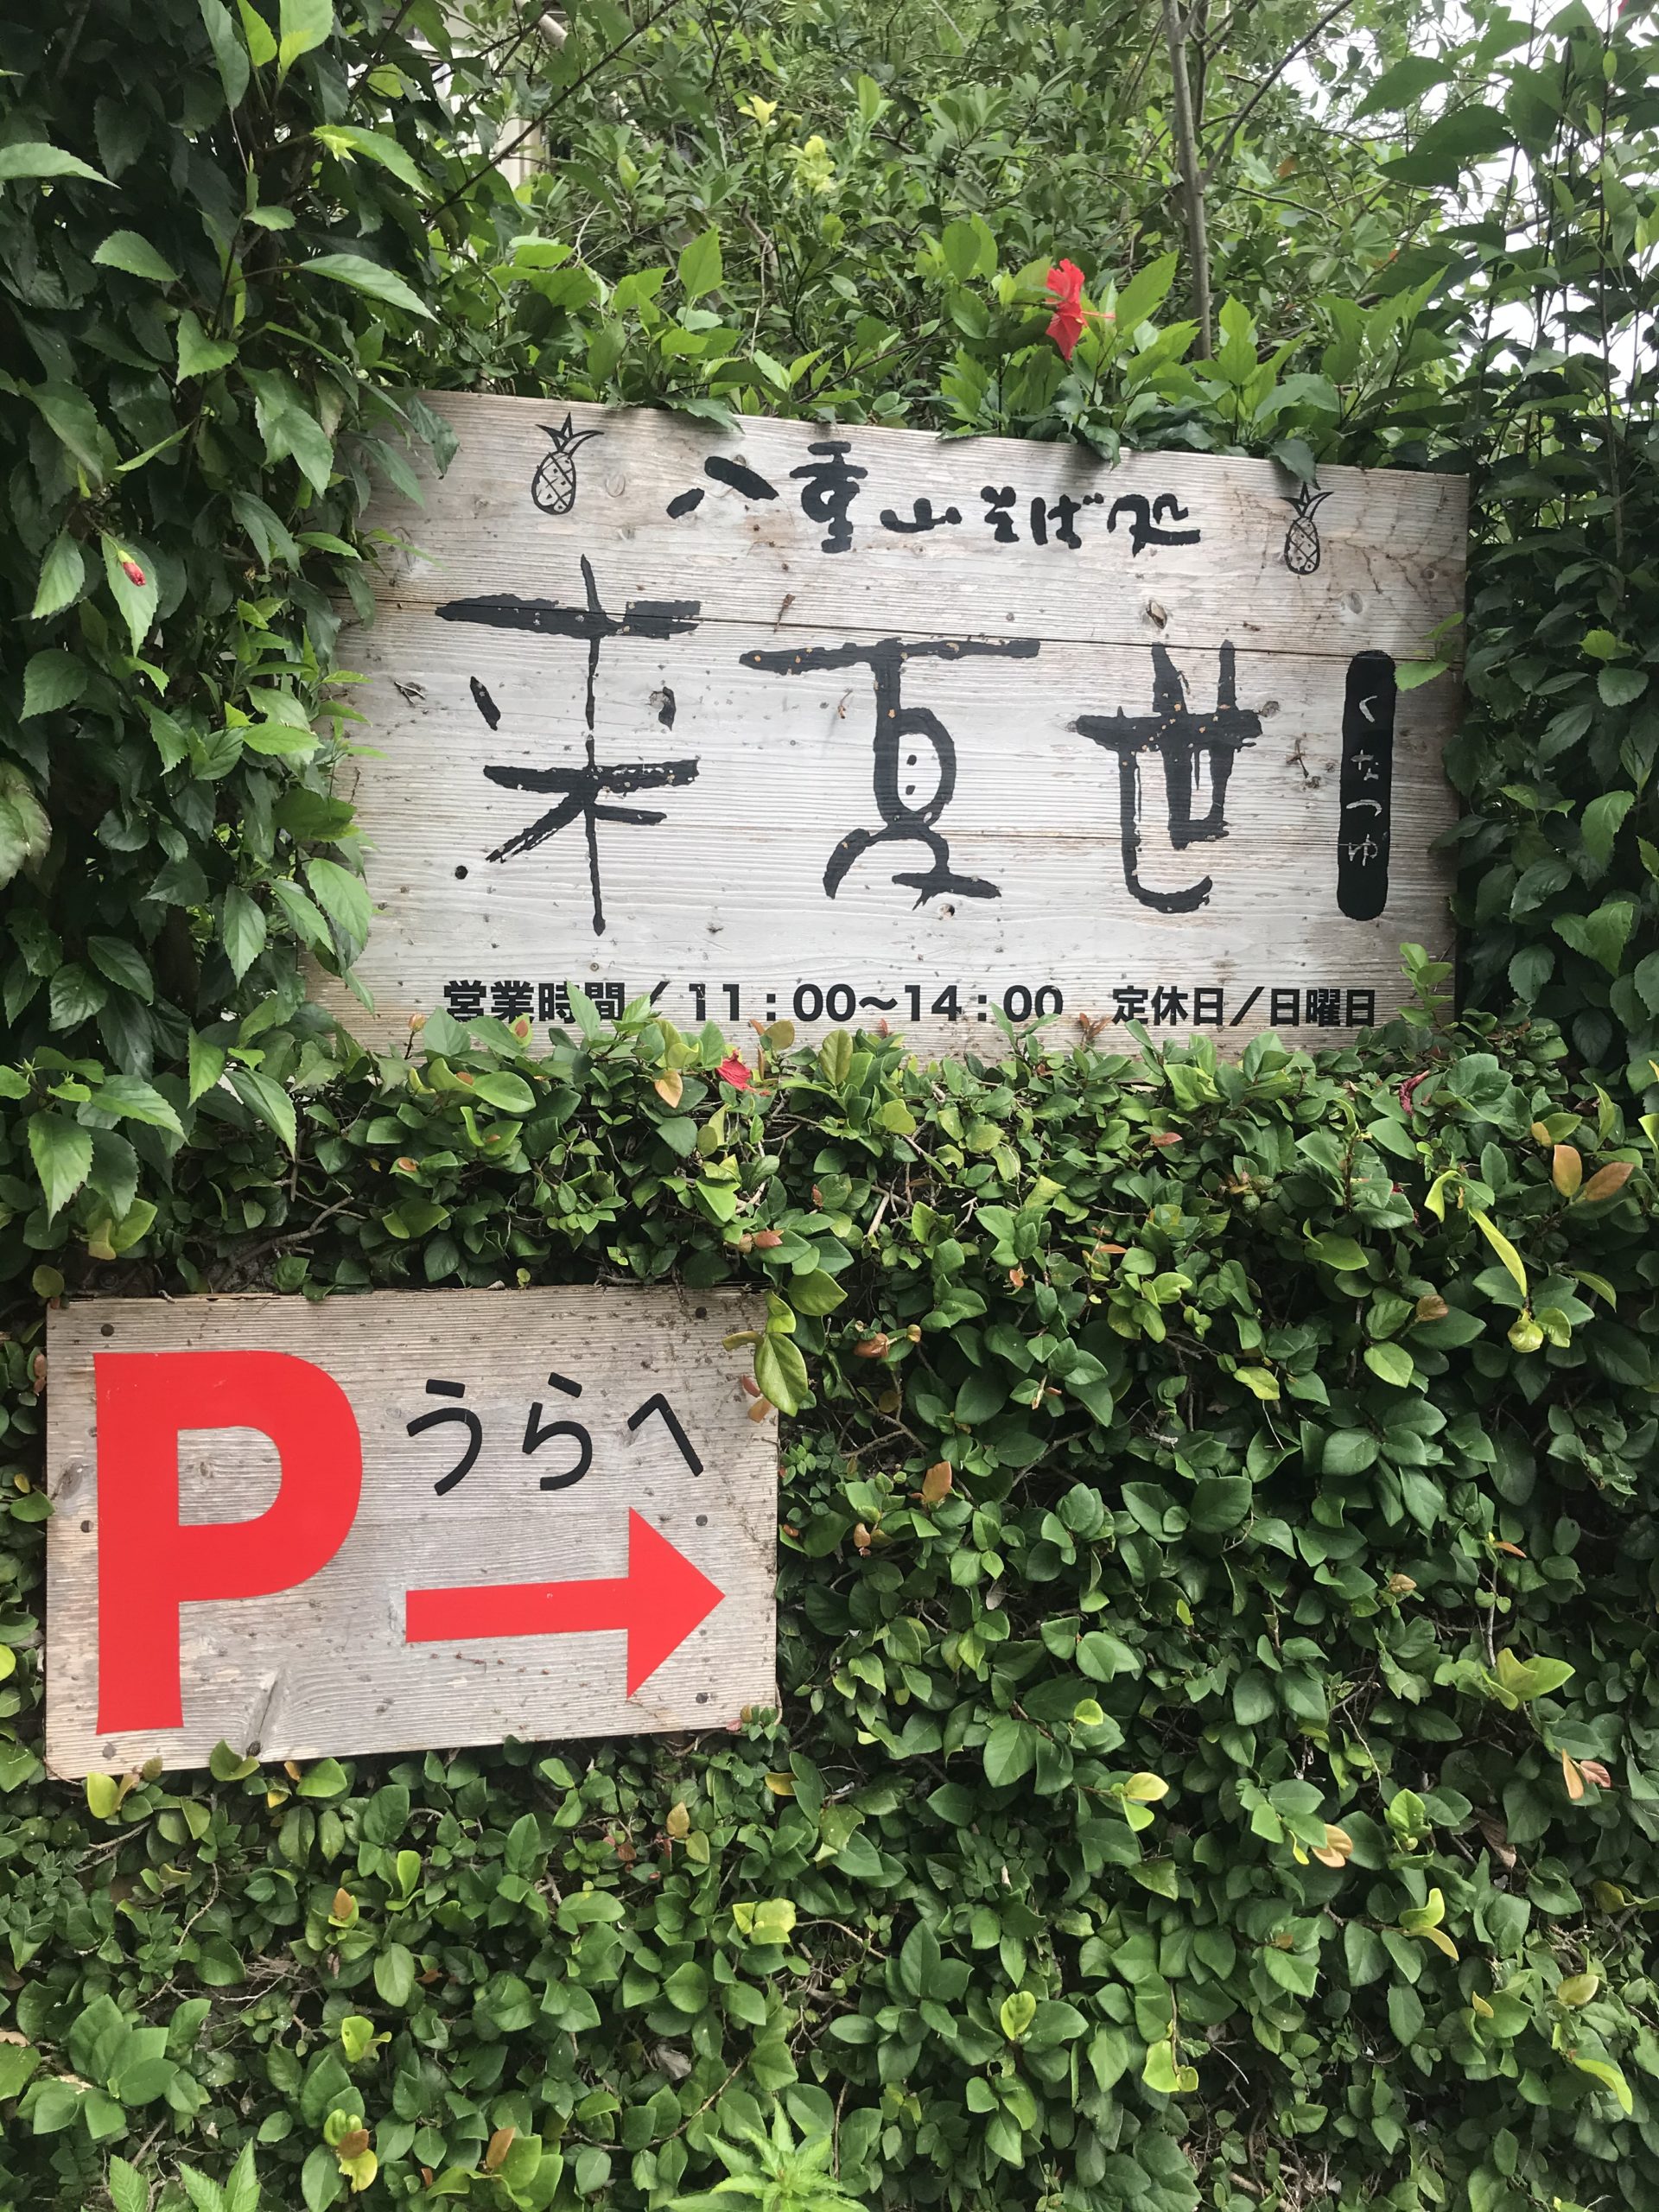 八重山そば処
来夏世
くなつゆ
営業時間／11：00～14：00　定休日／日曜日
P うらへ